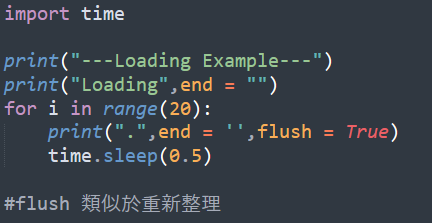 import time

print("---Loading Example---")
print("Loading",end = "")
for i in range(20):
    print(".",end = '',flush = True)
    time.sleep(0.5)

#flush 類似於重新整理